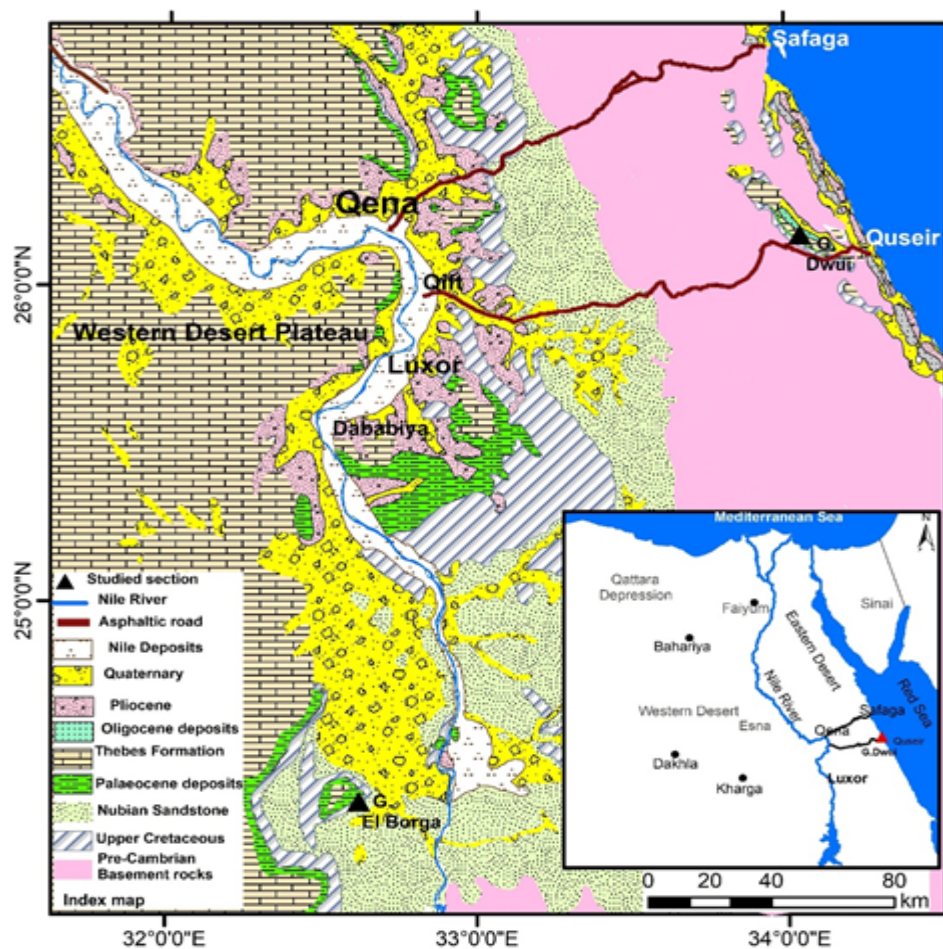 Safaga
Qena
Quseir
G.
Dwui
Qift
Western Desert Plateau
Luxor
Dababiya
G.
El Borga
26°0'0"N
25°0'0"N
32°0'0"E
33°0'0"E
34°0'0"E
Studied section
Nile River
Asphaltic road
Nile Deposits
Quaternary
Pliocene
Oligocene deposits
Thebes Formation
Palaeocene deposits
Nubian Sandstone
Upper Cretaceous
Pre-Cambrian
Basement rocks
Index map
Mediterranean Sea
N
Qattara
Depression
Faiyum
Sinai
Bahariya
Eastern Desert
Nile River
Red Sea
Western Desert
Esna
Safaga
Qena
Quseir
G.Dwui
Dakhla
Kharga
Luxor
0 20 40 80
km